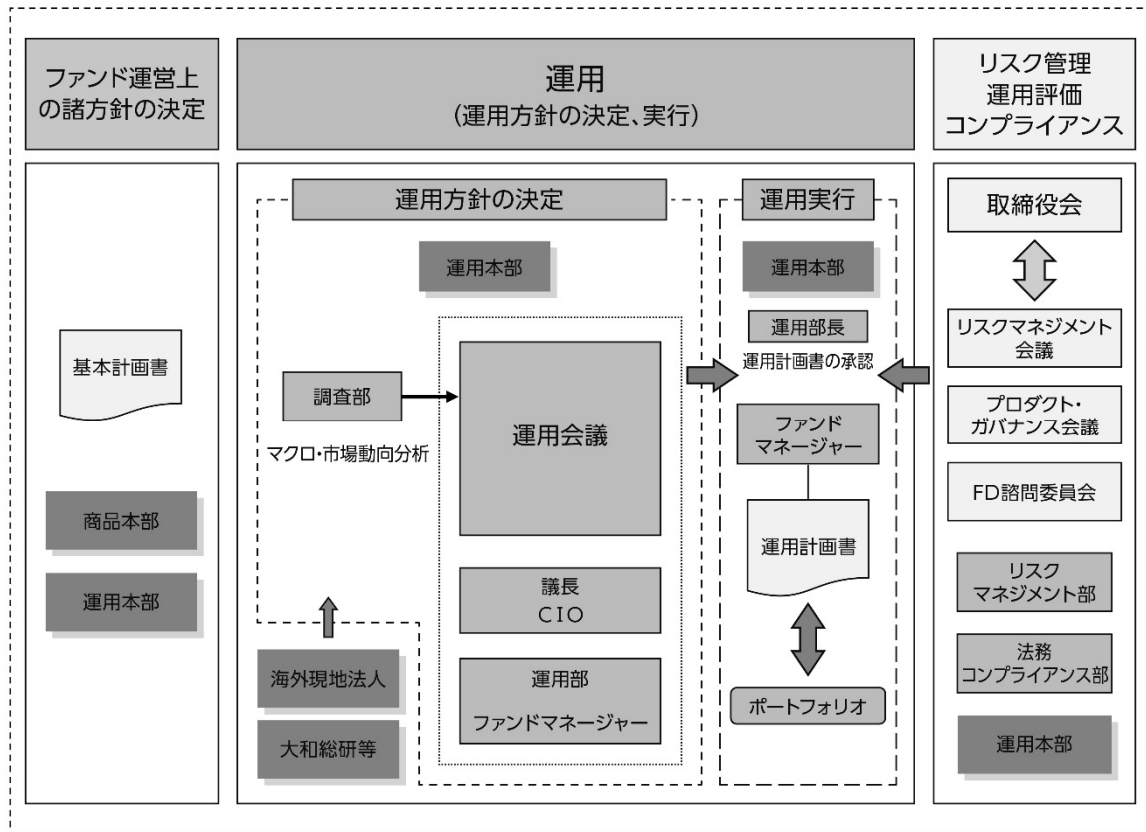 ファンド運営上
の諸方針の決定
運用
(運用方針の決定、実行)
リスク管理
運用評価
コンプライアンス
基本計画書
商品本部
運用本部
運用方針の決定
運用本部
調査部
マクロ・市場動向分析
運用会議
議長
CIO
運用部
ファンドマネージャー
海外現地法人
大和総研等
運用実行
運用本部
運用部長
運用計画書の承認
ファンド
マネージャー
運用計画書
ポートフォリオ
取締役会
リスクマネジメント
会議
プロダクト・
ガバナンス会議
FD諮問委員会
リスク
マネジメント部
法務
コンプライアンス部
運用本部